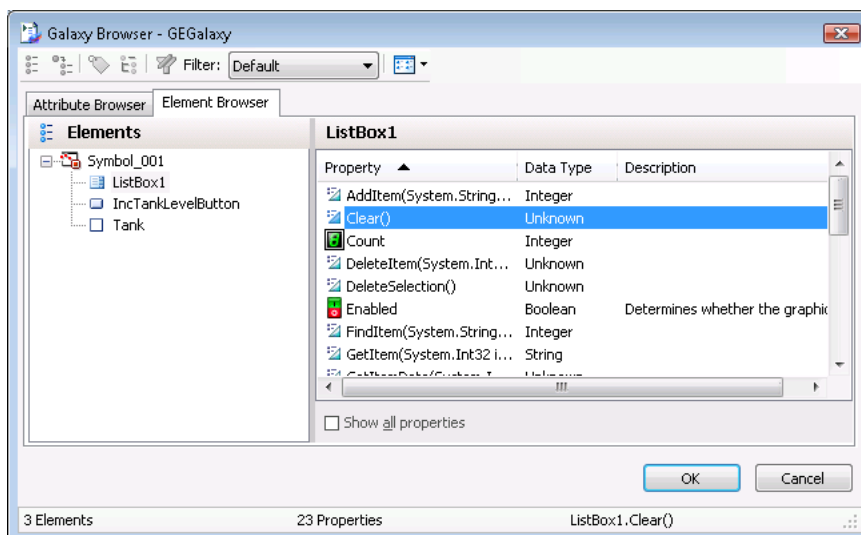 Galaxy Browser - GEGalaxy
Filter: Default
Attribute Browser Element Browser
Elements
Symbol_001
ListBox1
IncTankLevelButton
Tank
ListBox1
Property Data Type Description
AddItem(System.String... Integer
Clear() Unknown
Count Integer
DeleteItem(System.Int... Unknown
DeleteSelection() Unknown
Enabled Boolean Determines whether the graphic
FindItem(System.String... Integer
GetItem(System.Int32 i... String
Show all properties
OK Cancel
3 Elements 23 Properties ListBox1.Clear()